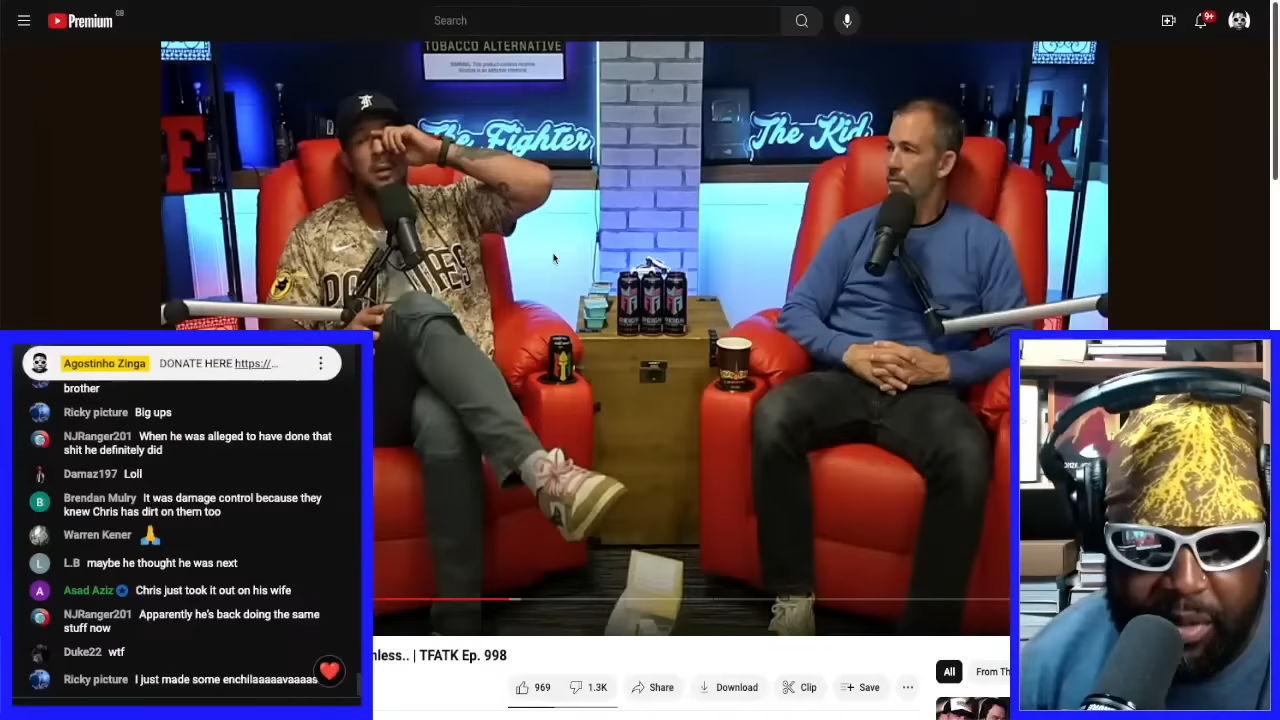 Premium
GB
Search
9+
TOBACCO ALTERNATIVE
The Fighter
The Kid
F
K
Agostinho Zinga DONATE HERE https://...
brother
Ricky picture Big ups
NJRanger201 When he was alleged to have done that
shit he definitely did
Damaz197 Loll
Brendan Mulry It was damage control because they
knew Chris has dirt on them too
Warren Kener 🙏
L.B maybe he thought he was next
Asad Aziz Chris just took it out on his wife
NJRanger201 Apparently he's back doing the same
stuff now
Duke22 wtf
Ricky picture I just made some enchilaaaaavaaaas
nless.. | TFATK Ep. 998
969
1.3K
Share
Download
Clip
Save
All
From Th